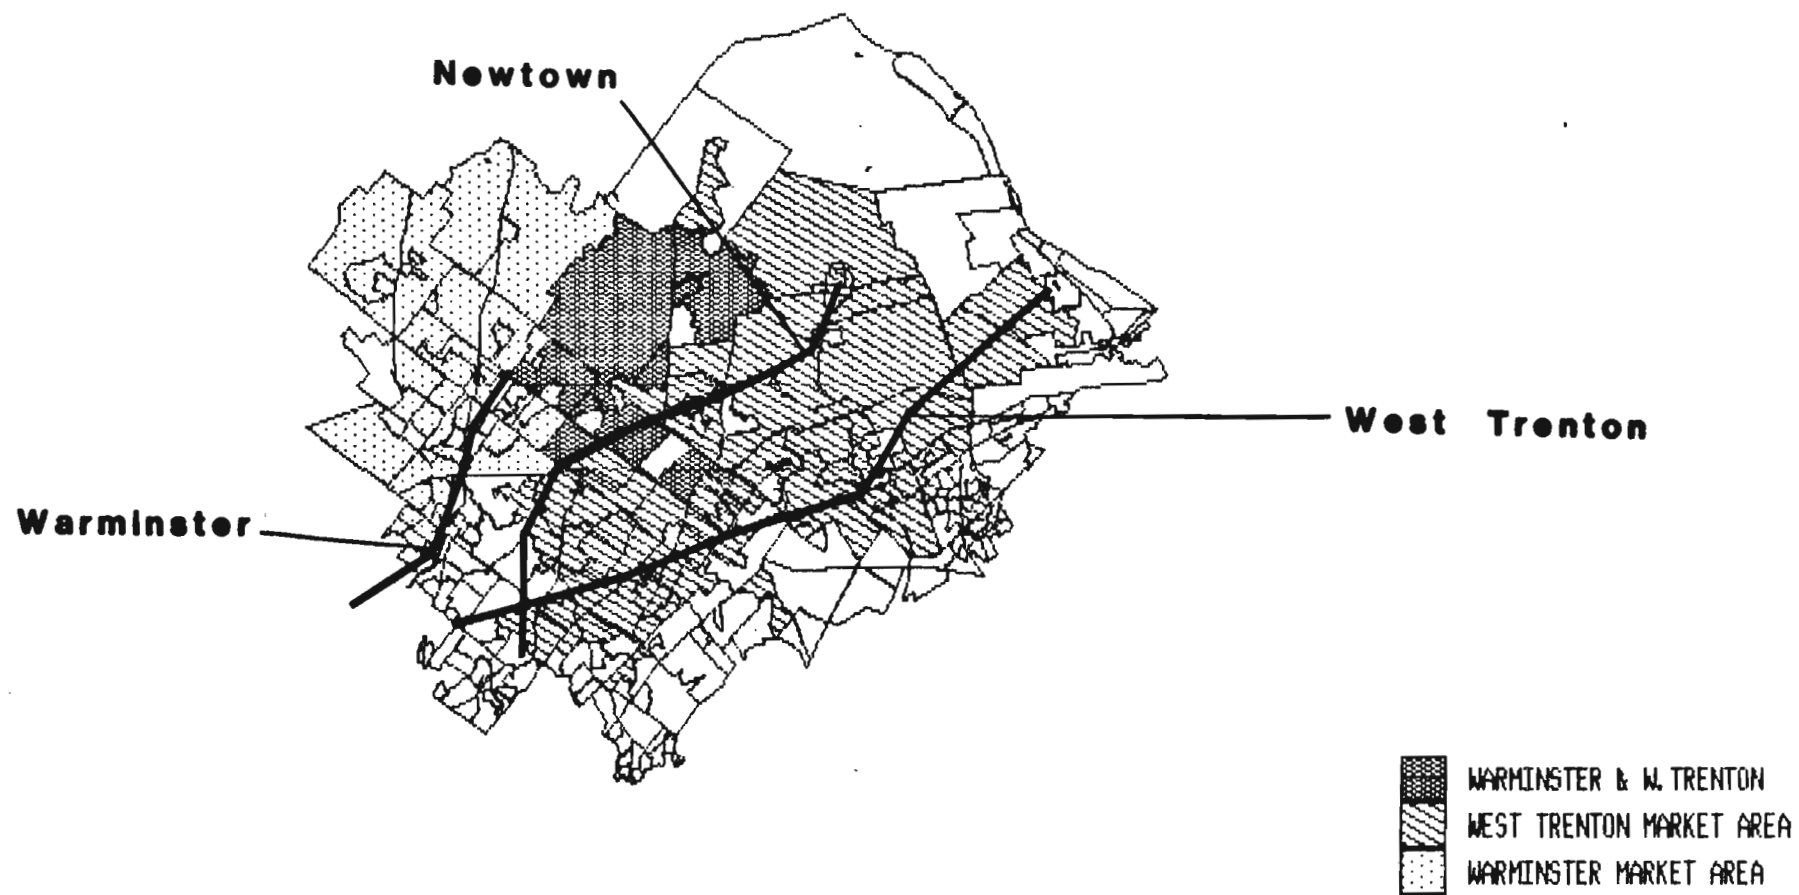 Newtown
West Trenton
Warminster
WARMINSTER & W. TRENTON
WEST TRENTON MARKET AREA
WARMINSTER MARKET AREA